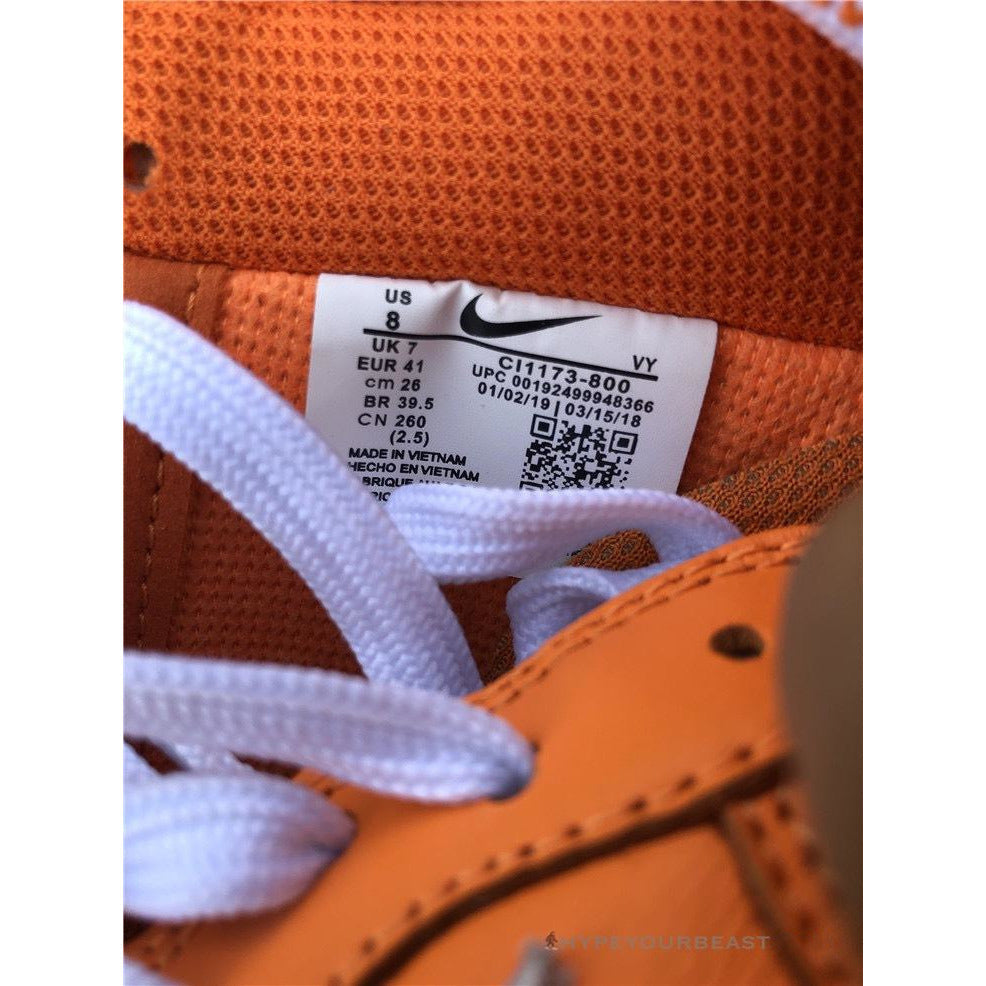 US
8
UK 7
EUR 41
cm 26
BR 39.5
CN 260
(2.5)
MADE IN VIETNAM
HECHO EN VIETNAM
VY
CI1173-800
UPC 00192499948366
01/02/19 | 03/15/18
HYPEYOURBEAST